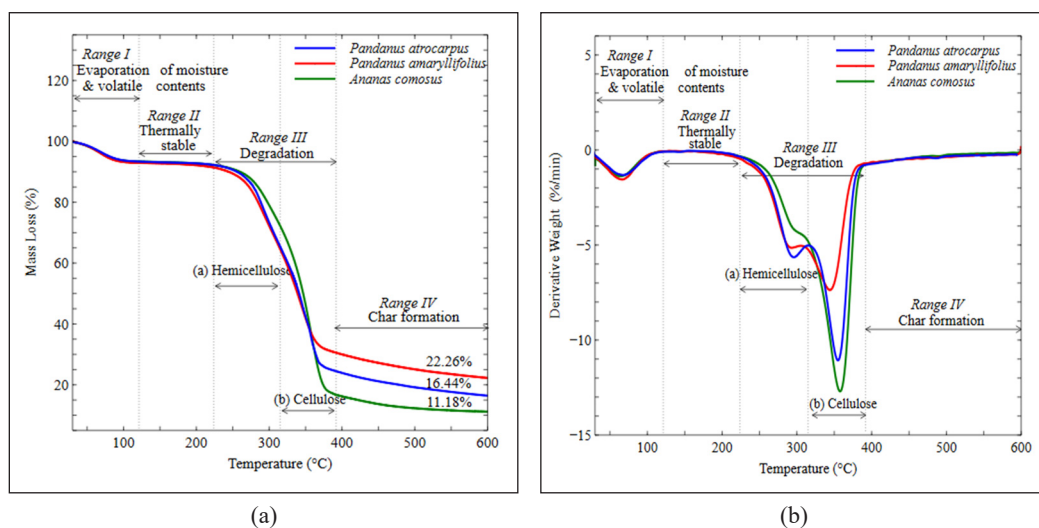 Range I
Evaporation of moisture
& volatile contents
Range II
Thermally
stable
Range III
Degradation
Pandanus atrocarpus
Pandanus amaryllifolius
Ananas comosus
(a) Hemicellulose
Range IV
Char formation
22.26%
16.44%
11.18%
(b) Cellulose
Mass Loss (%)
120
100
80
60
40
20
100 200 300 400 500 600
Temperature (°C)
(a)
Range I
Evaporation of moisture
& volatile contents
Range II
Thermally
stable
Range III
Degradation
Pandanus atrocarpus
Pandanus amaryllifolius
Ananas comosus
(a) Hemicellulose
Range IV
Char formation
(b) Cellulose
Derivative Weight (%/min)
5
0
−5
−10
−15
100 200 300 400 500 600
Temperature (°C)
(b)